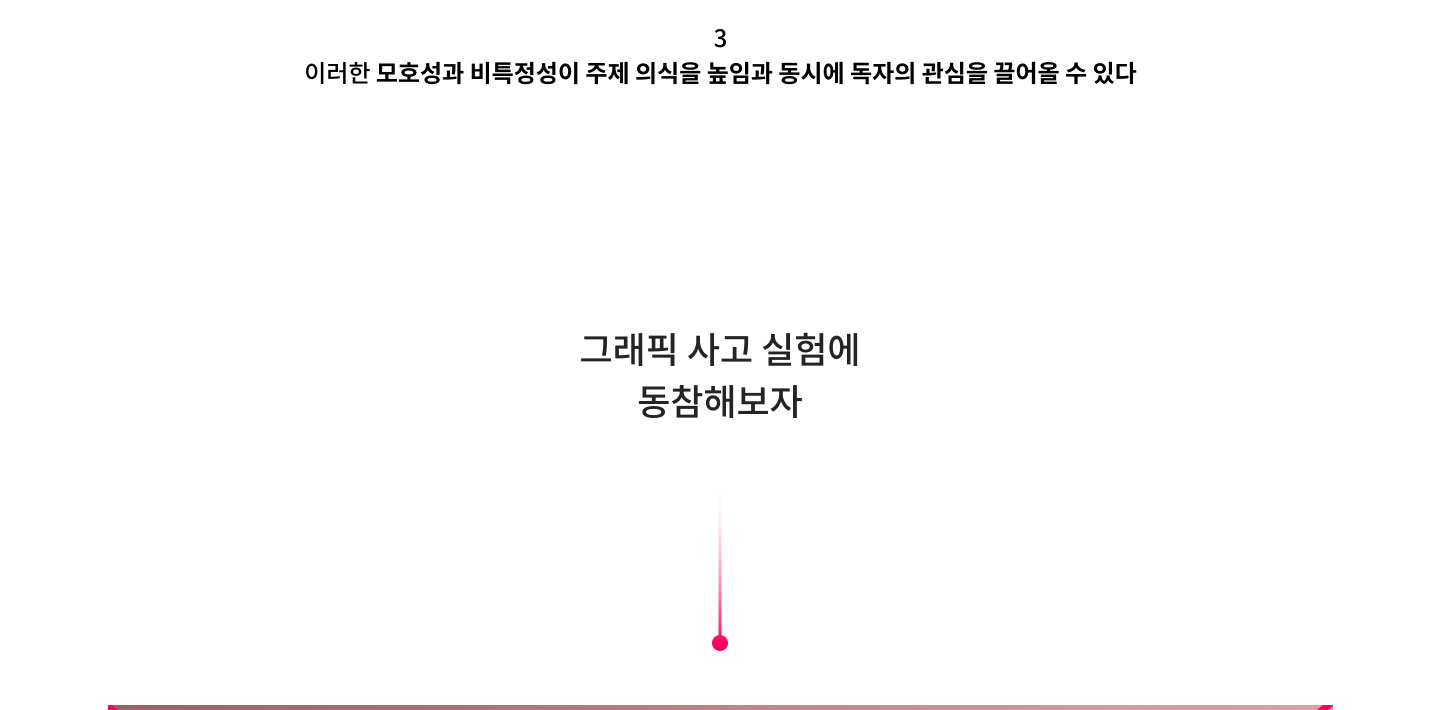 3
이러한 모호성과 비특정성이 주제 의식을 높임과 동시에 독자의 관심을 끌어올 수 있다
그래픽 사고 실험에
동참해보자